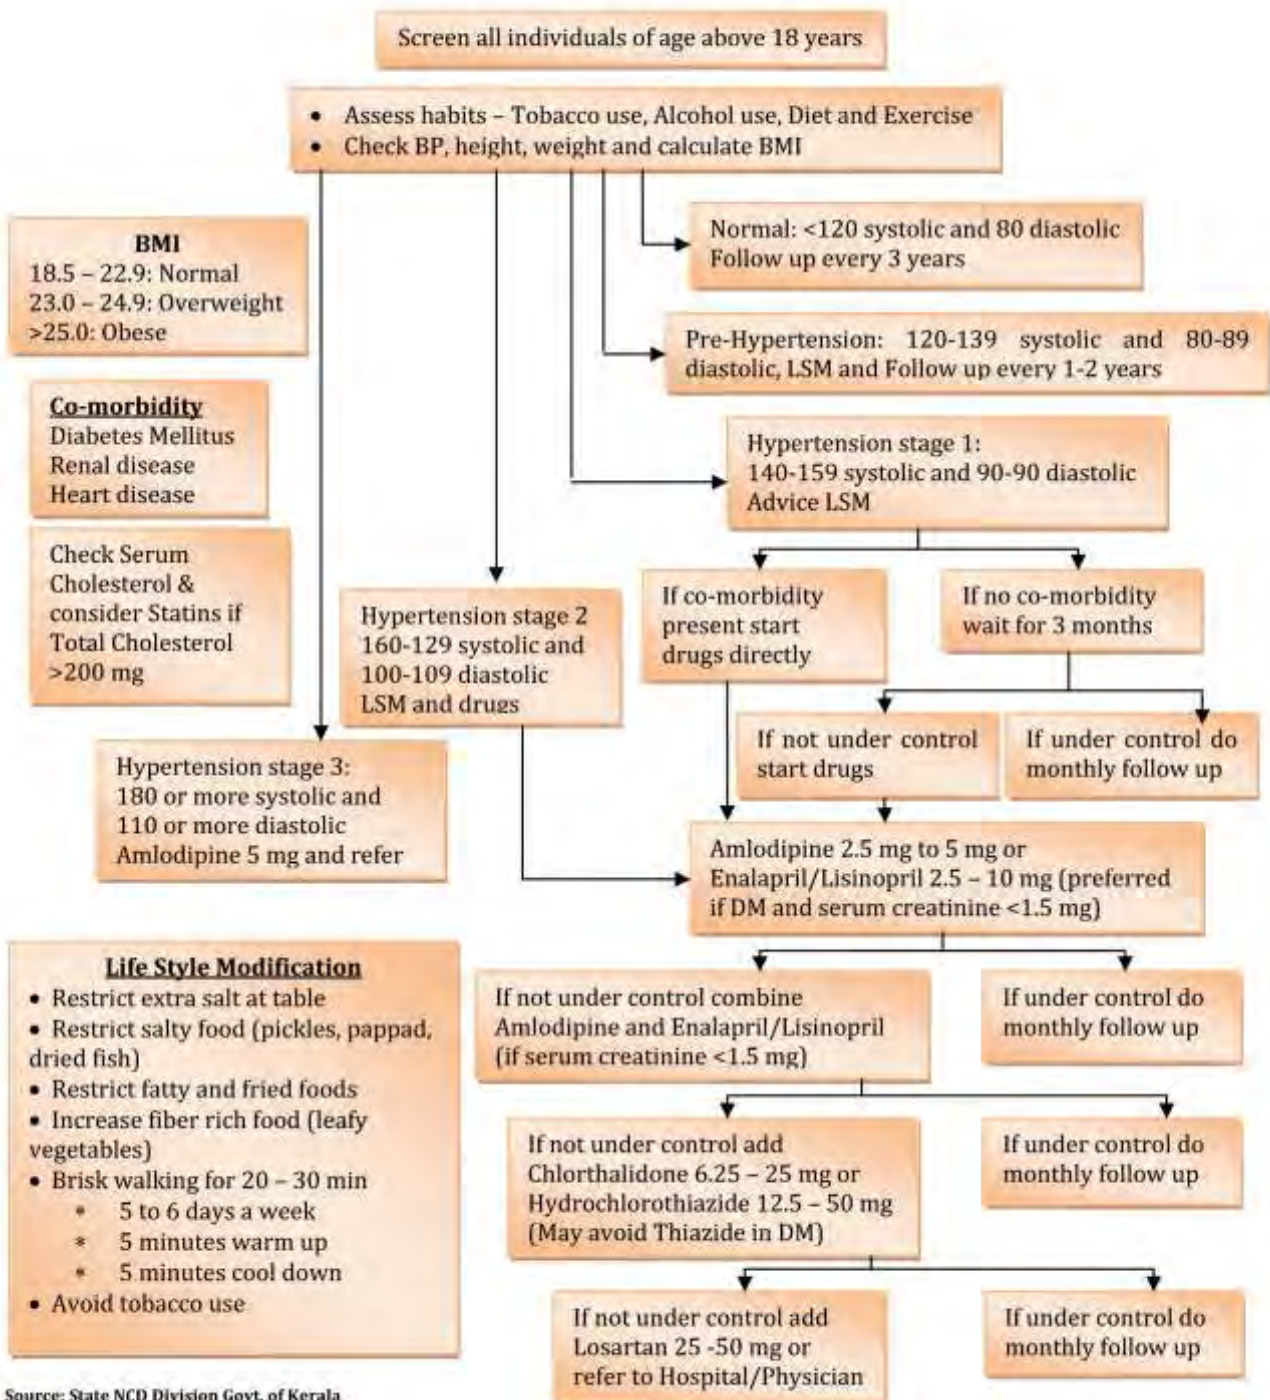 Screen all individuals of age above 18 years
• Assess habits – Tobacco use, Alcohol use, Diet and Exercise
• Check BP, height, weight and calculate BMI
BMI
18.5 – 22.9: Normal
23.0 – 24.9: Overweight
>25.0: Obese
Normal: <120 systolic and 80 diastolic
Follow up every 3 years
Pre-Hypertension: 120-139 systolic and 80-89
diastolic, LSM and Follow up every 1-2 years
Co-morbidity
Diabetes Mellitus
Renal disease
Heart disease
Hypertension stage 1:
140-159 systolic and 90-90 diastolic
Advice LSM
Check Serum
Cholesterol &
consider Statins if
Total Cholesterol
>200 mg
Hypertension stage 2
160-129 systolic and
100-109 diastolic
LSM and drugs
If co-morbidity
present start
drugs directly
If no co-morbidity
wait for 3 months
If not under control
start drugs
If under control do
monthly follow up
Hypertension stage 3:
180 or more systolic and
110 or more diastolic
Amlodipine 5 mg and refer
Amlodipine 2.5 mg to 5 mg or
Enalapril/Lisinopril 2.5 – 10 mg (preferred
if DM and serum creatinine <1.5 mg)
Life Style Modification
• Restrict extra salt at table
• Restrict salty food (pickles, pappad,
dried fish)
• Restrict fatty and fried foods
• Increase fiber rich food (leafy
vegetables)
• Brisk walking for 20 – 30 min
* 5 to 6 days a week
* 5 minutes warm up
* 5 minutes cool down
• Avoid tobacco use
If not under control combine
Amlodipine and Enalapril/Lisinopril
(if serum creatinine <1.5 mg)
If under control do
monthly follow up
If not under control add
Chlorthalidone 6.25 – 25 mg or
Hydrochlorothiazide 12.5 – 50 mg
(May avoid Thiazide in DM)
If under control do
monthly follow up
If not under control add
Losartan 25 -50 mg or
refer to Hospital/Physician
If under control do
monthly follow up
Source: State NCD Division Govt. of Kerala